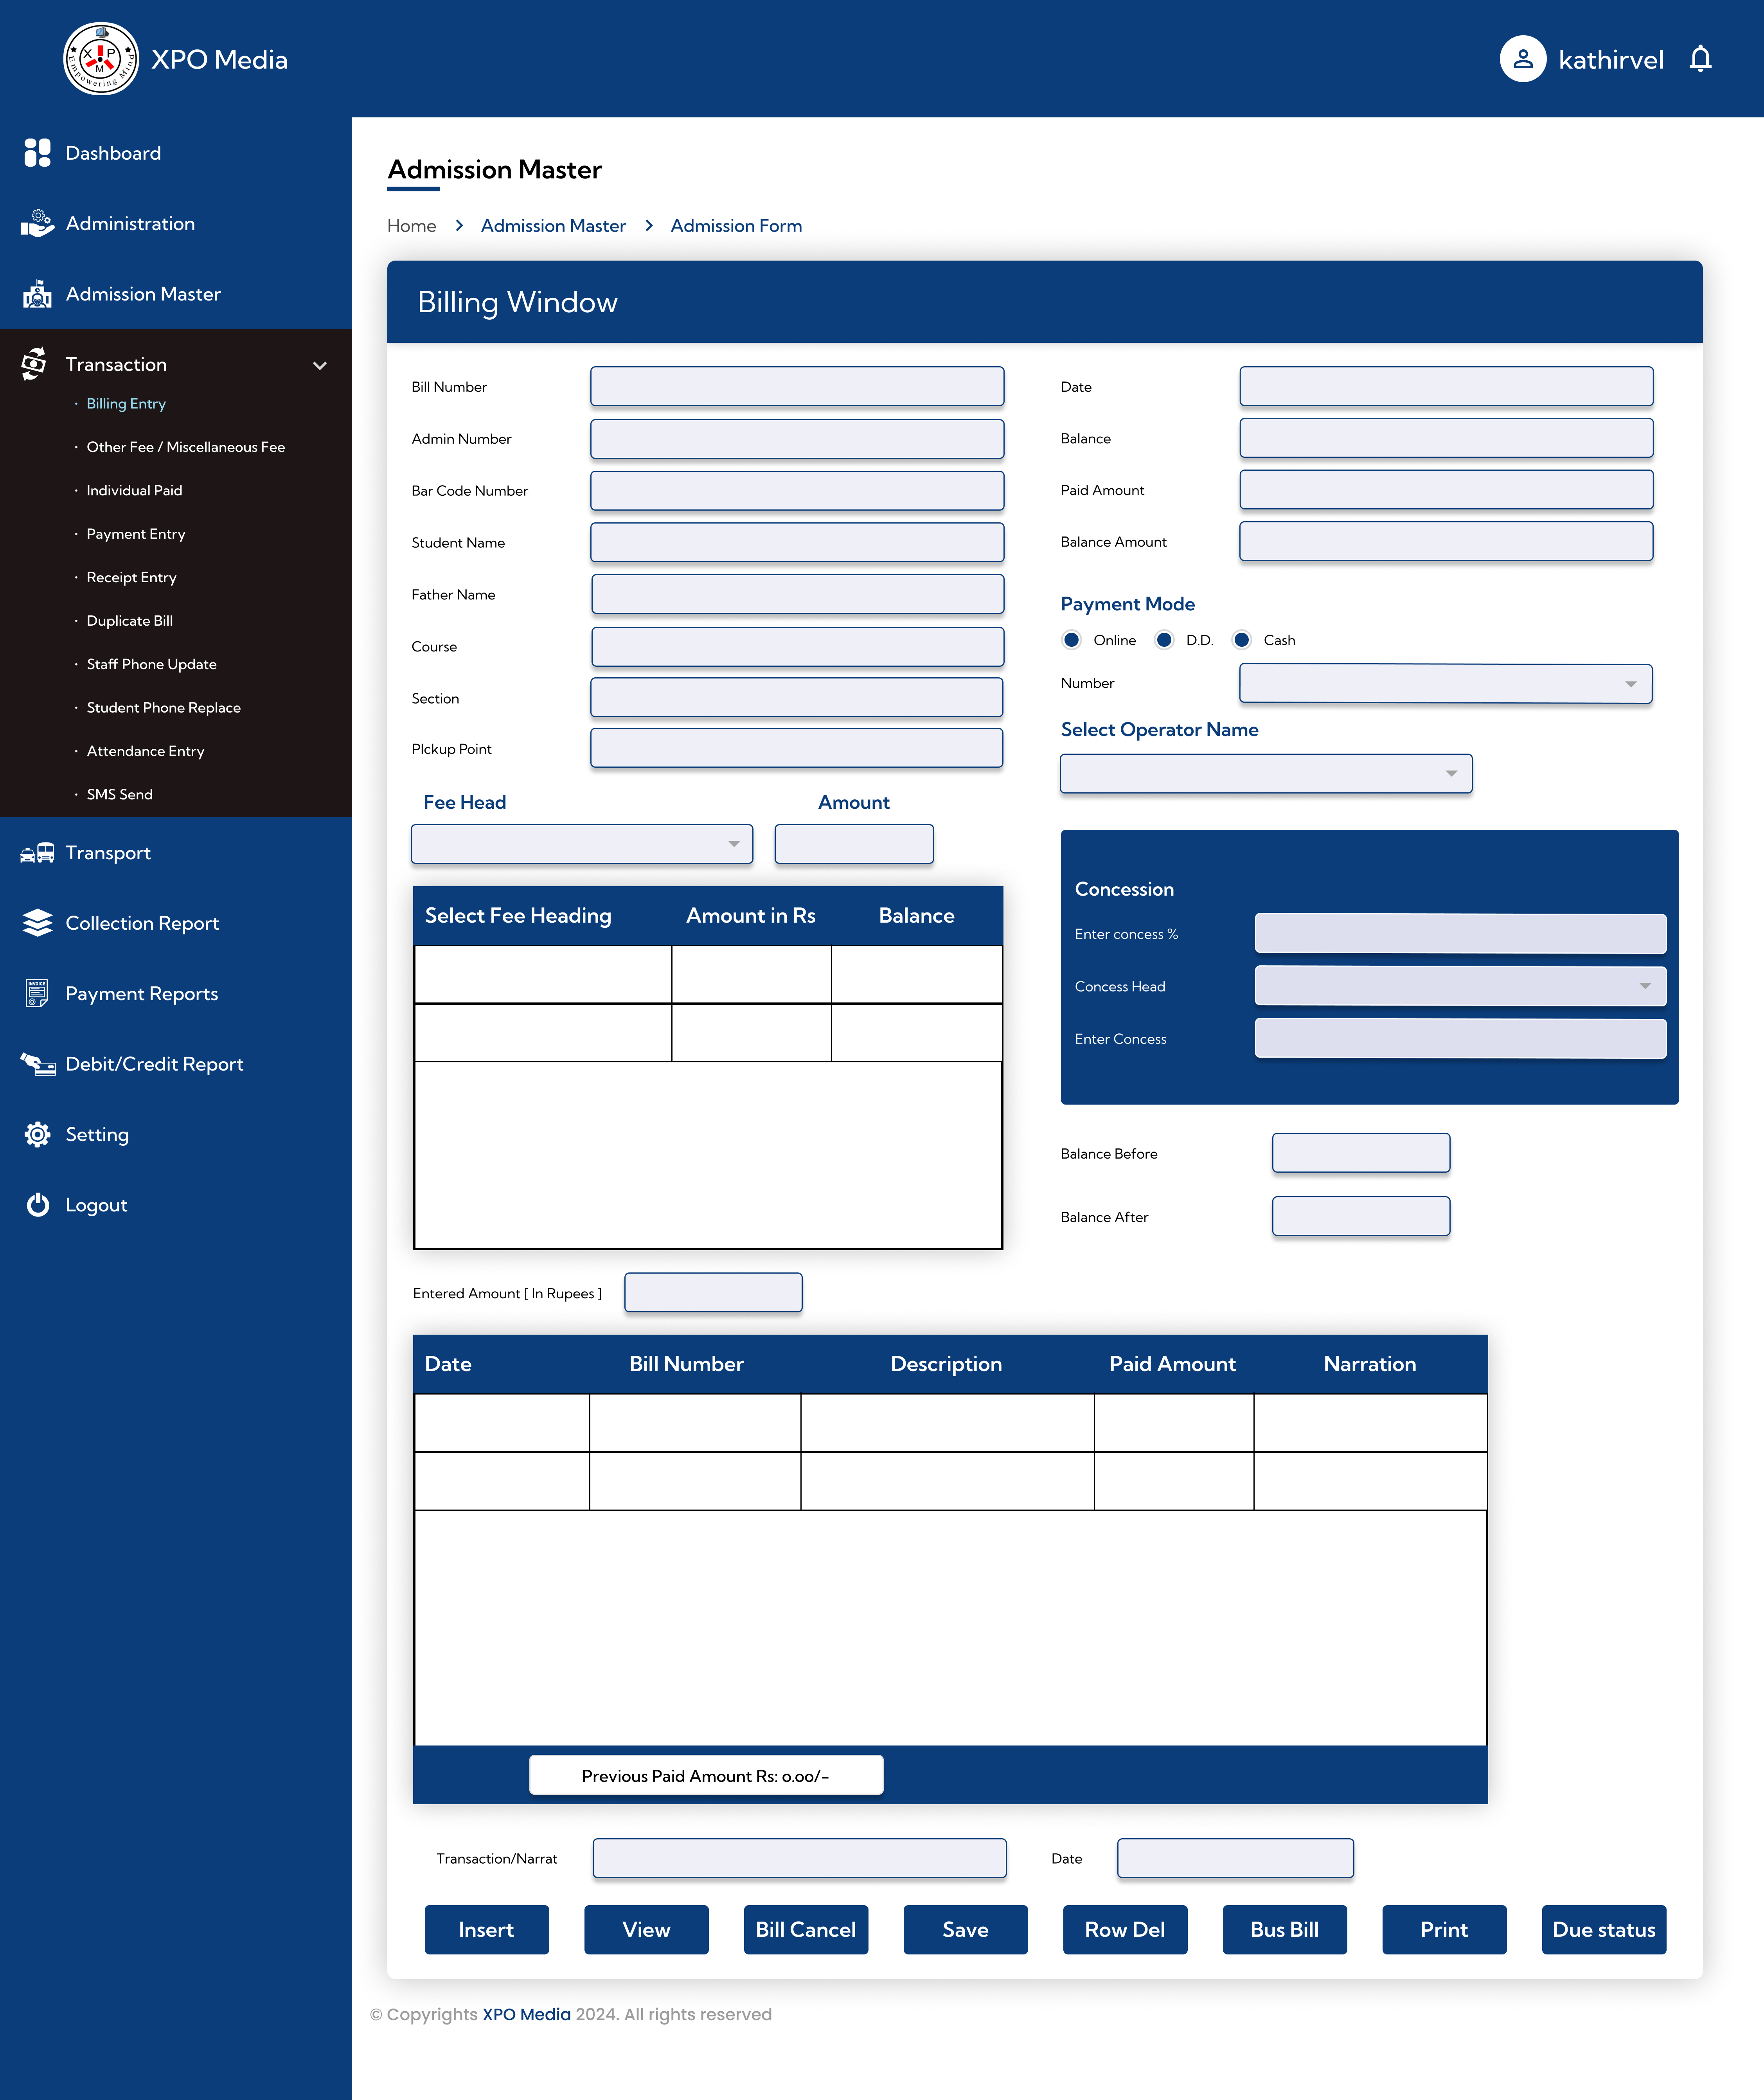 X P M
Empowering Mind
XPO Media
kathirvel
Dashboard
Administration
Admission Master
Transaction
· Billing Entry
· Other Fee / Miscellaneous Fee
· Individual Paid
· Payment Entry
· Receipt Entry
· Duplicate Bill
· Staff Phone Update
· Student Phone Replace
· Attendance Entry
· SMS Send
Transport
Collection Report
INVOICE
Payment Reports
Debit/Credit Report
Setting
Logout
Admission Master
Home > Admission Master > Admission Form
Billing Window
Bill Number
Admin Number
Bar Code Number
Student Name
Father Name
Course
Section
PIckup Point
Date
Balance
Paid Amount
Balance Amount
Payment Mode
Online D.D. Cash
Number
Select Operator Name
Fee Head Amount
Select Fee Heading Amount in Rs Balance
Concession
Enter concess %
Concess Head
Enter Concess
Balance Before
Balance After
Entered Amount [ In Rupees ]
Date Bill Number Description Paid Amount Narration
Previous Paid Amount Rs: 0.00/-
Transaction/Narrat Date
Insert View Bill Cancel Save Row Del Bus Bill Print Due status
© Copyrights XPO Media 2024. All rights reserved